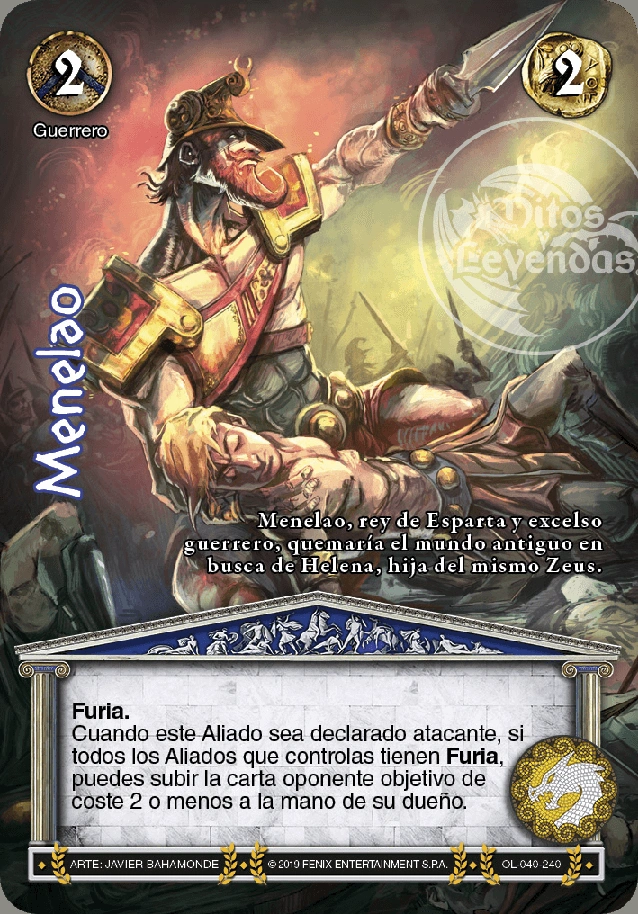 2
2
Guerrero
Mitos
y
Leyendas
Menelao
Menelao, rey de Esparta y excelso
guerrero, quemaría el mundo antiguo en
busca de Helena, hija del mismo Zeus.
Furia.
Cuando este Aliado sea declarado atacante, si
todos los Aliados que controlas tienen Furia,
puedes subir la carta oponente objetivo de
coste 2 o menos a la mano de su dueño.
ARTE: JAVIER BAHAMONDE
© 2019 FENIX ENTERTAINMENT S.P.A.
OL-040-240